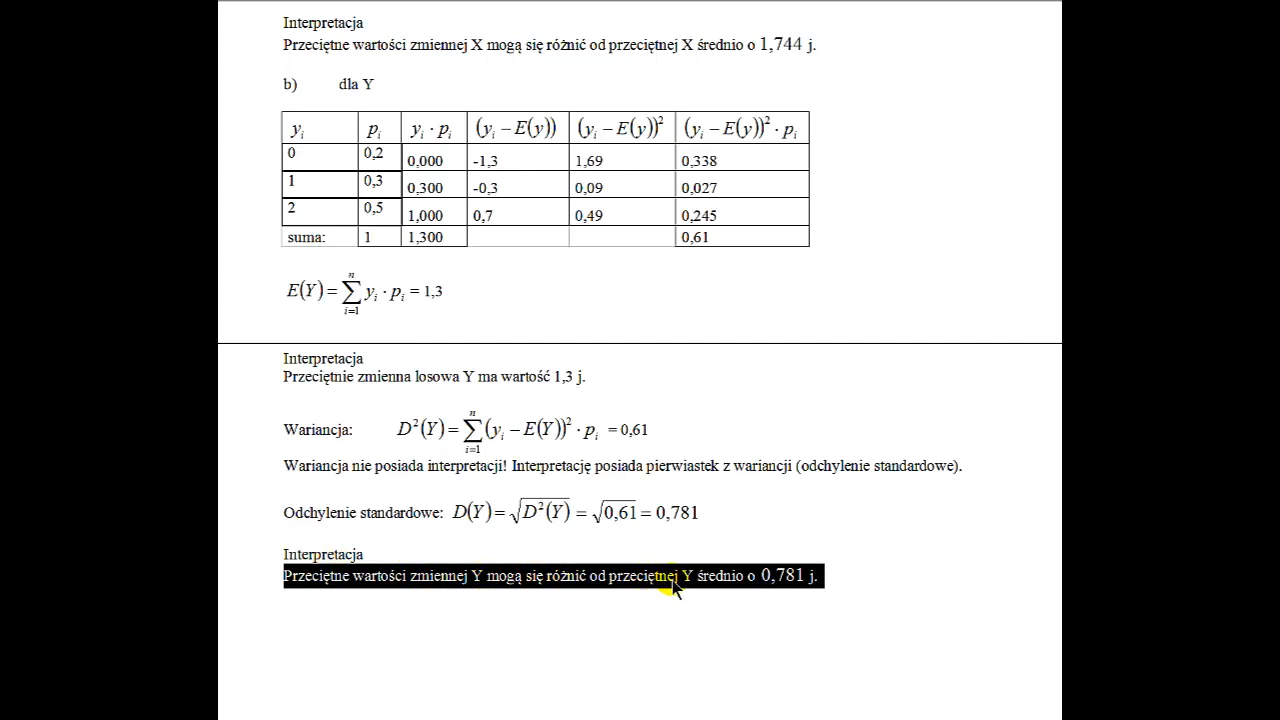 Interpretacja
Przeciętne wartości zmiennej X mogą się różnić od przeciętnej X średnio o 1,744 j.
b) dla Y
yᵢ pᵢ yᵢ · pᵢ (yᵢ – E(y)) (yᵢ – E(y))² (yᵢ – E(y))² · pᵢ
0 0,2 0,000 -1,3 1,69 0,338
1 0,3 0,300 -0,3 0,09 0,027
2 0,5 1,000 0,7 0,49 0,245
suma: 1 1,300 0,61
E(Y) = ∑ᵢ₌₁ⁿ yᵢ · pᵢ = 1,3
Interpretacja
Przeciętnie zmienna losowa Y ma wartość 1,3 j.
Wariancja: D²(Y) = ∑ᵢ₌₁ⁿ (yᵢ – E(Y))² · pᵢ = 0,61
Wariancja nie posiada interpretacji! Interpretację posiada pierwiastek z wariancji (odchylenie standardowe).
Odchylenie standardowe: D(Y) = √D²(Y) = √0,61 = 0,781
Interpretacja
Przeciętne wartości zmiennej Y mogą się różnić od przeciętnej Y średnio o 0,781 j.